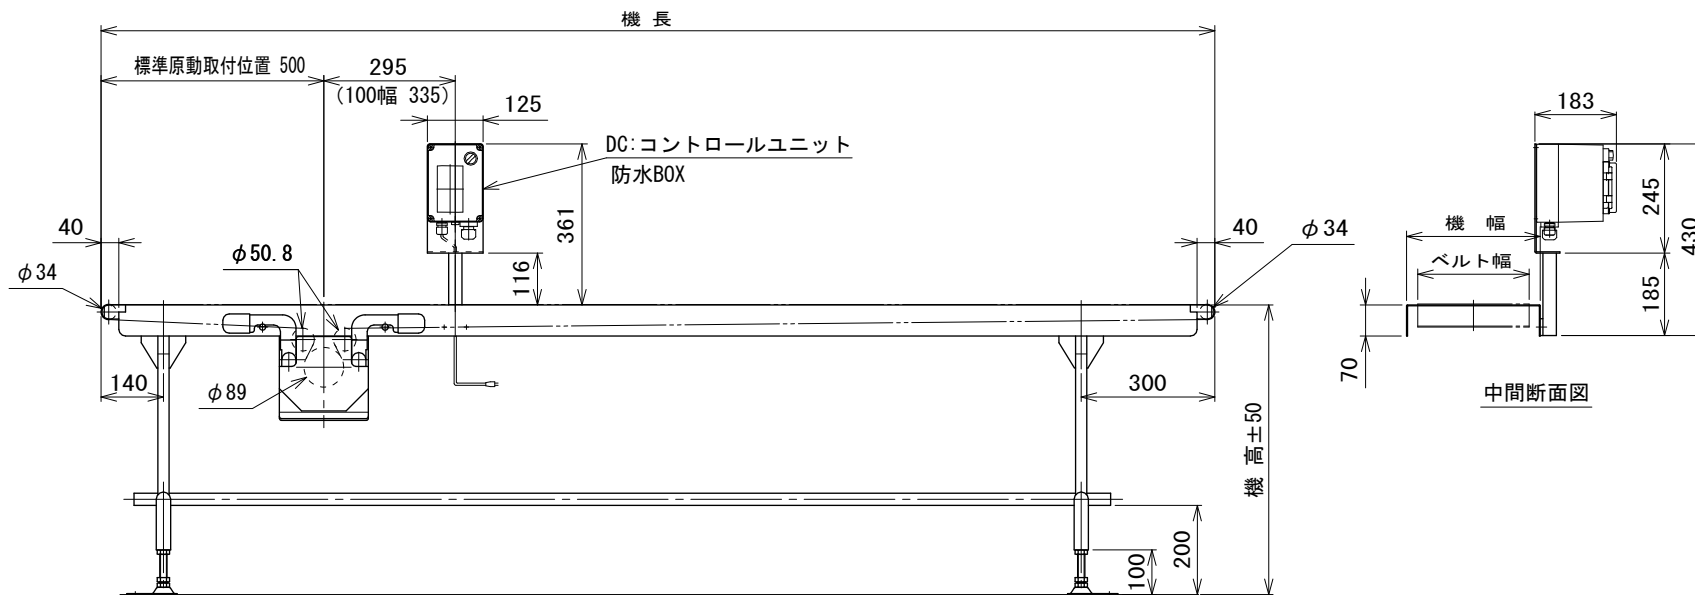 機 長
標準原動取付位置 500
295
(100幅 335)
125
183
DC:コントロールユニット
防水BOX
361
245
430
40
φ50.8
116
40
φ34
φ34
機 幅
ベルト幅
185
70
140
φ89
300
中間断面図
機 高±50
200
100